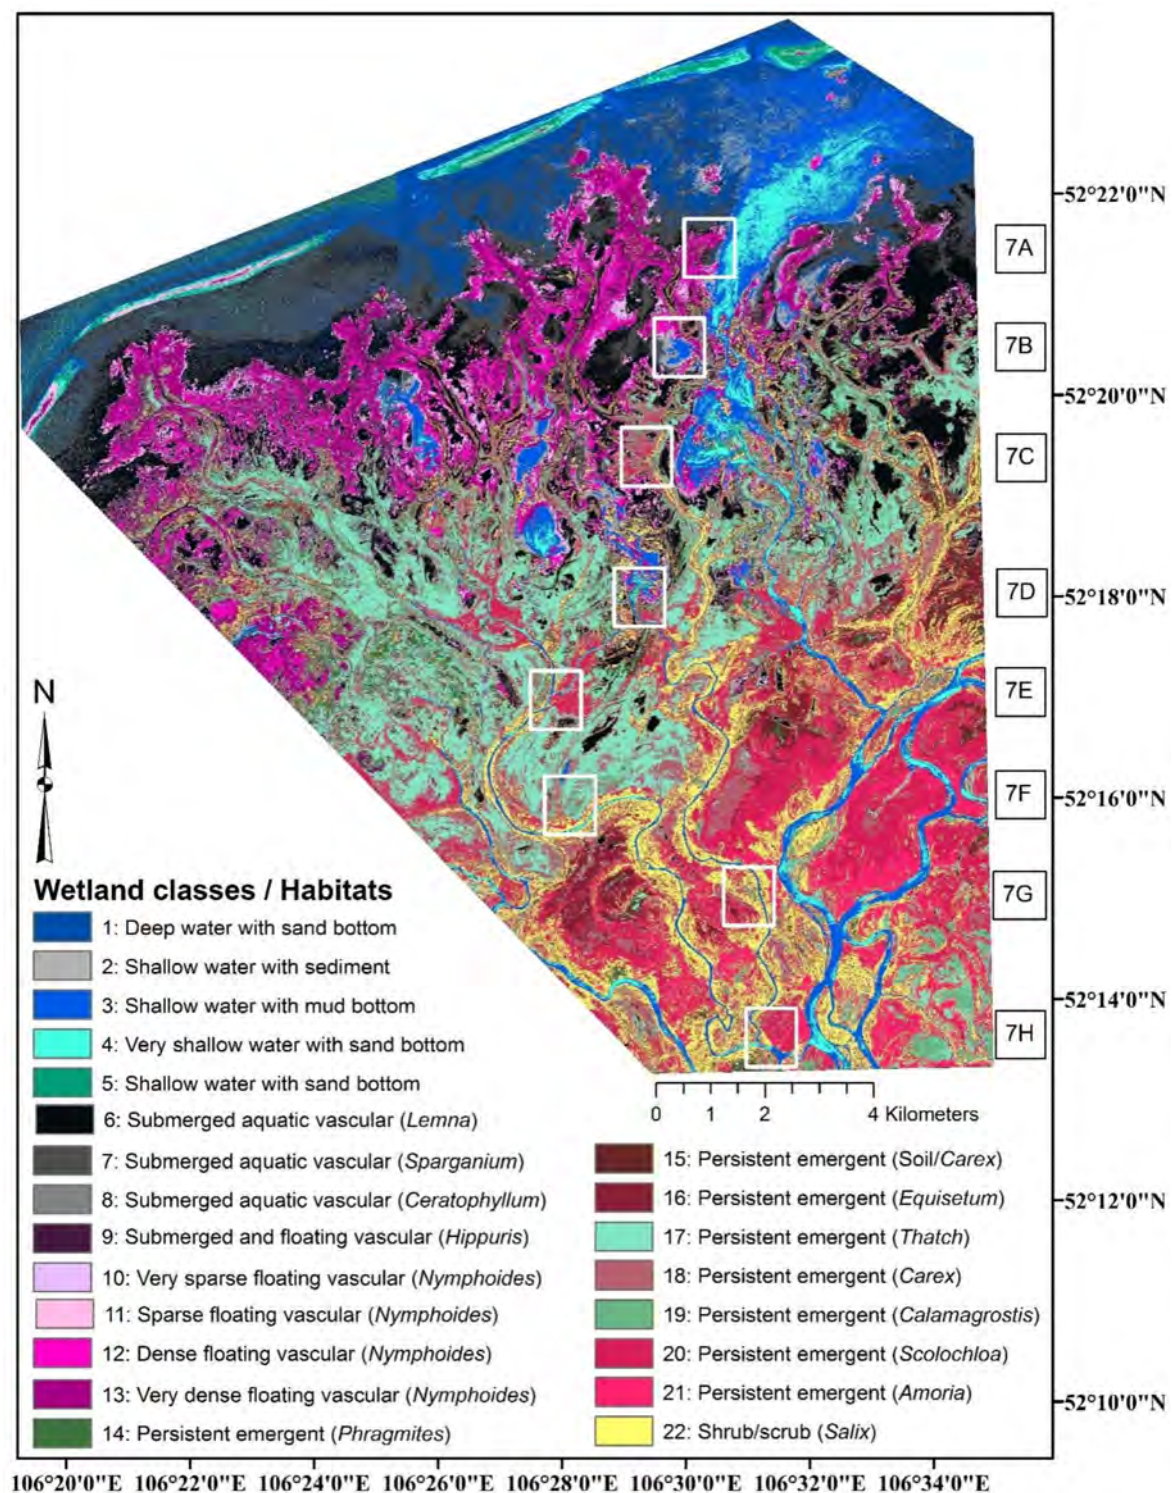 52°22'0"N
7A
7B
52°20'0"N
7C
7D
52°18'0"N
7E
N
7F
52°16'0"N
7G
52°14'0"N
7H
0 1 2 4 Kilometers
52°12'0"N
52°10'0"N
Wetland classes / Habitats
1: Deep water with sand bottom
2: Shallow water with sediment
3: Shallow water with mud bottom
4: Very shallow water with sand bottom
5: Shallow water with sand bottom
6: Submerged aquatic vascular (Lemna)
7: Submerged aquatic vascular (Sparganium)
8: Submerged aquatic vascular (Ceratophyllum)
9: Submerged and floating vascular (Hippuris)
10: Very sparse floating vascular (Nymphoides)
11: Sparse floating vascular (Nymphoides)
12: Dense floating vascular (Nymphoides)
13: Very dense floating vascular (Nymphoides)
14: Persistent emergent (Phragmites)
15: Persistent emergent (Soil/Carex)
16: Persistent emergent (Equisetum)
17: Persistent emergent (Thatch)
18: Persistent emergent (Carex)
19: Persistent emergent (Calamagrostis)
20: Persistent emergent (Scolochloa)
21: Persistent emergent (Amoria)
22: Shrub/scrub (Salix)
106°20'0"E 106°22'0"E 106°24'0"E 106°26'0"E 106°28'0"E 106°30'0"E 106°32'0"E 106°34'0"E